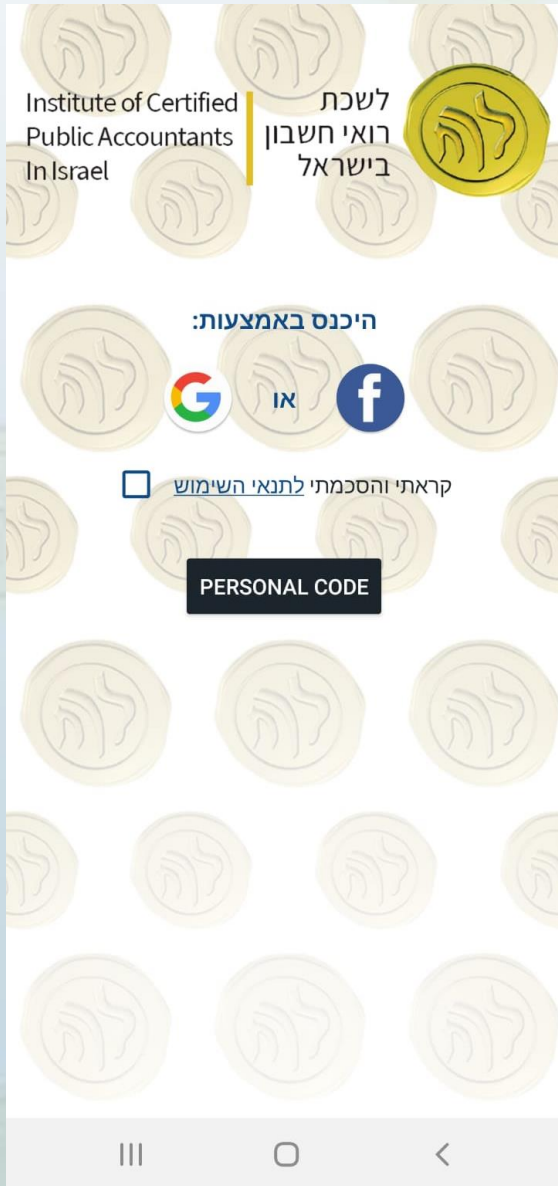 לשכת
רואי חשבון
בישראל
Institute of Certified
Public Accountants
In Israel
היכנס באמצעות:
או
קראתי והסכמתי לתנאי השימוש
PERSONAL CODE